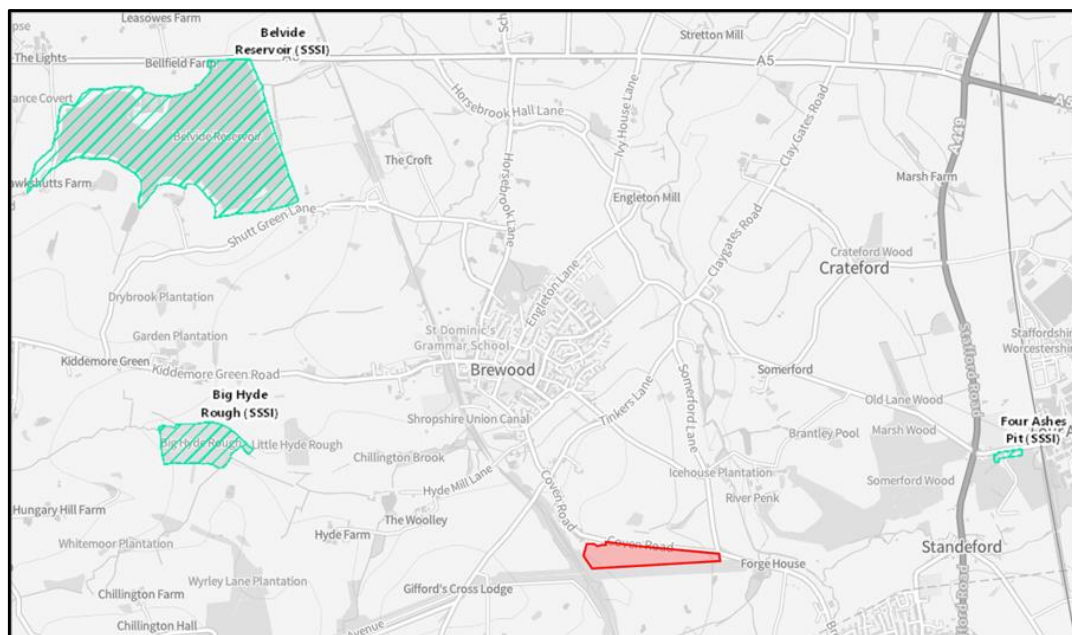 Leasowes Farm
Stretton Mill
Belvide
Reservoir (SSSI)
The Lights
Bellfield Farm
A5
A5
Horsebrook Hall Lane
Ivy House Lane
Clay Gates Road
A449
Belvide Reservoir
The Croft
Horsebrook Lane
Marsh Farm
Engleton Mill
Shutt Green Lane
Claygates Road
Crateford Wood
Crateford
Drybrook Plantation
Engleton Lane
Garden Plantation
St Dominic's
Grammar School
Stafford Road
Kiddemore Green
Kiddemore Green Road
Brewood
Somerford
Big Hyde
Rough (SSSI)
Tinkers Lane
Somerford Lane
Old Lane Wood
Shropshire Union Canal
Brantley Pool
Marsh Wood
Four Ashes
Pit (SSSI)
Big Hyde Rough
Little Hyde Rough
Chillington Brook
Icehouse Plantation
Somerford Wood
Hyde Mill Lane
River Penk
Coven Road
Hungary Hill Farm
The Woolley
Hyde Farm
Whitemoor Plantation
Coven Road
Standeford
Forge House
Wyrley Lane Plantation
Gifford's Cross Lodge
Chillington Farm
Avenue
Chillington Hall